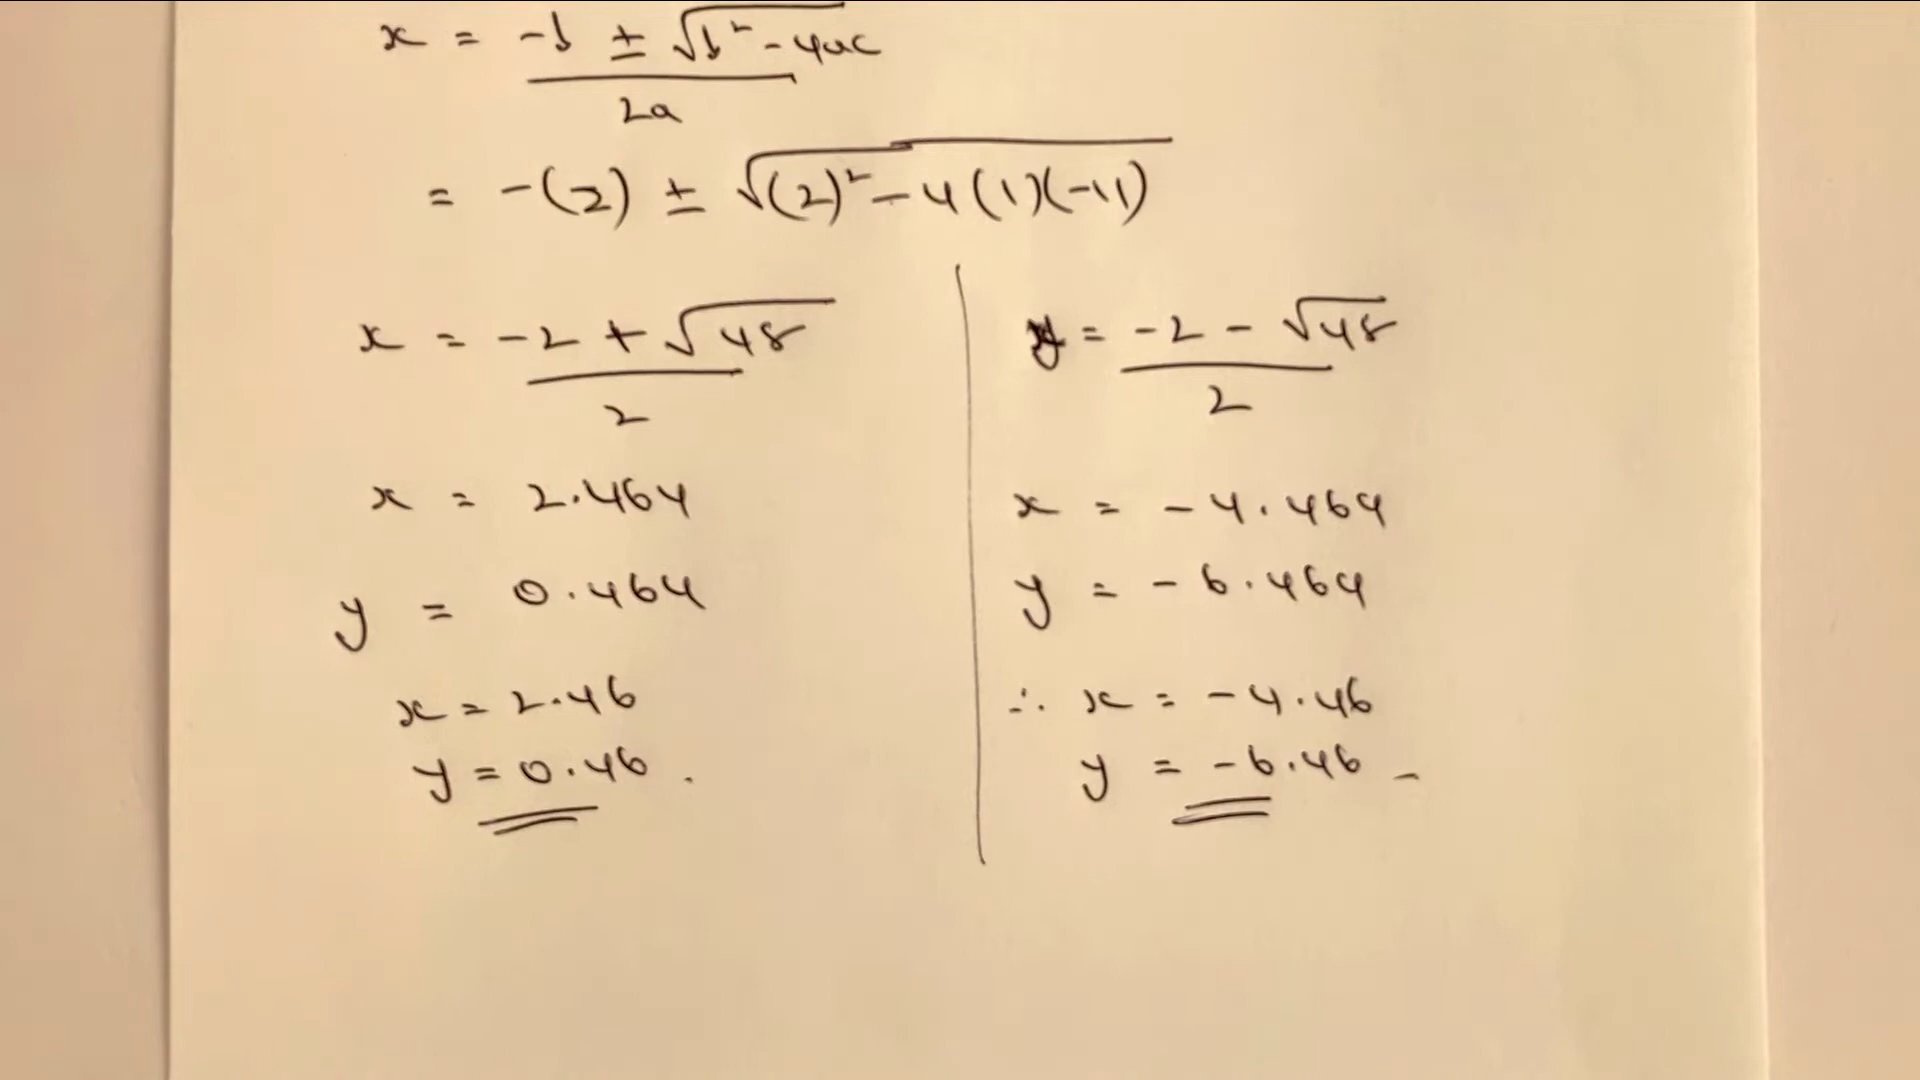 x = -b ± √b² - 4ac
2a
= -(2) ± √(2)² - 4(1)(-11)
x = -2 + √48
2
x = 2.464
y = 0.464
x = 2.46
y = 0.46.
y = -2 - √48
2
x = -4.464
y = -6.464
∴ x = -4.46
y = -6.46 -